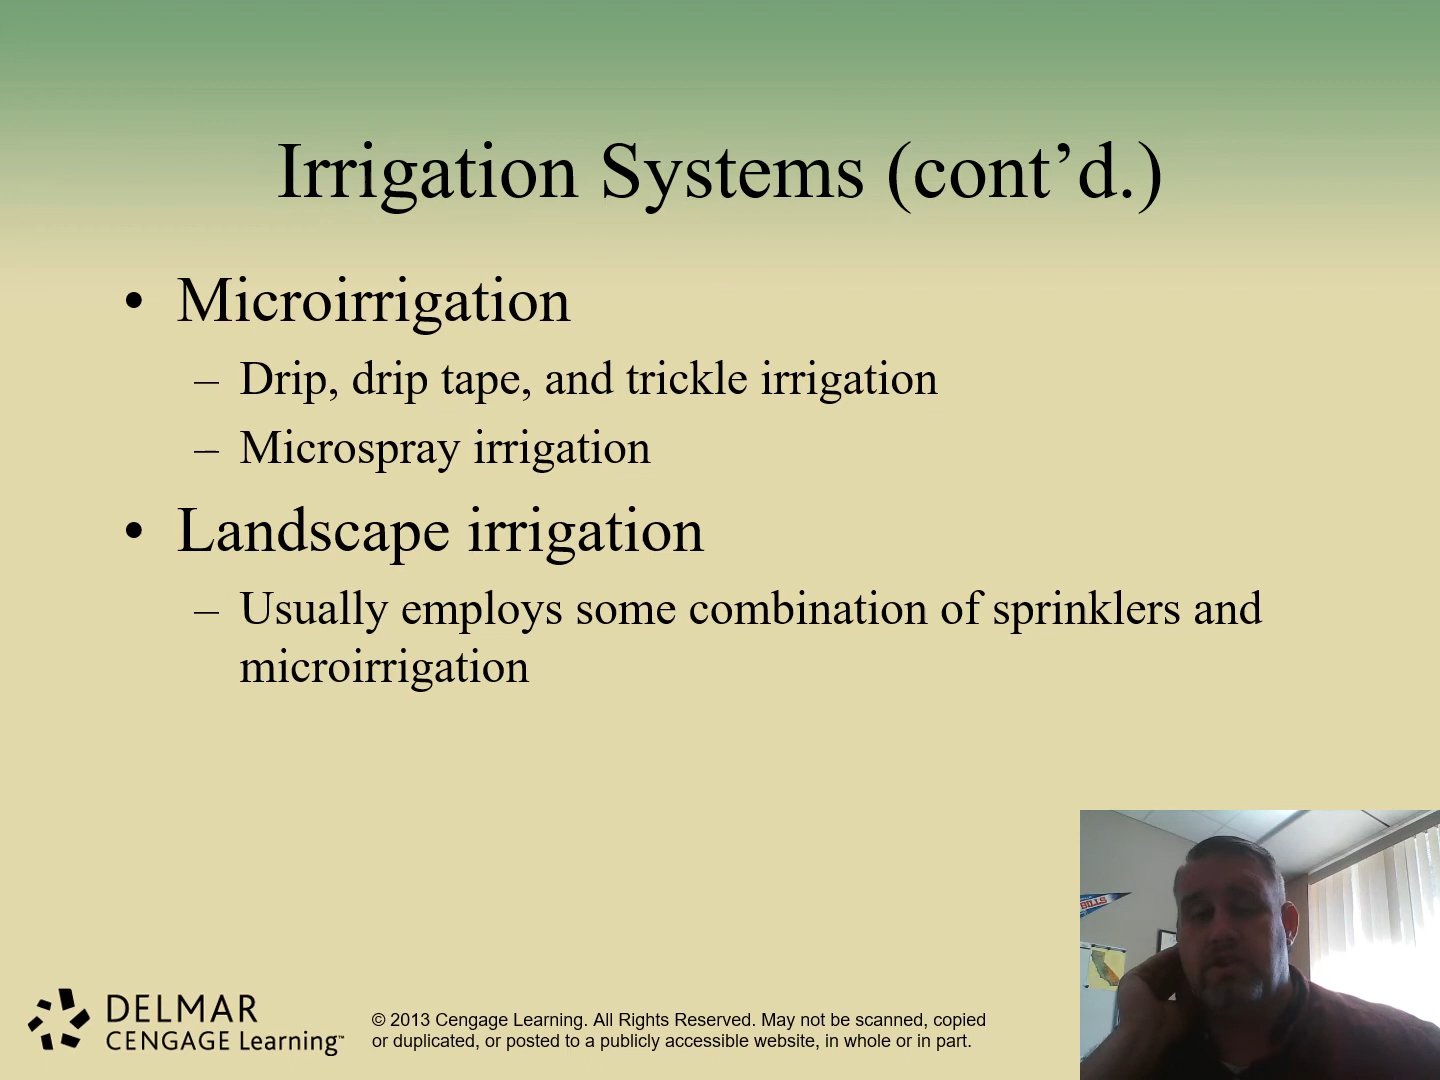 Irrigation Systems (cont’d.)
• Microirrigation
– Drip, drip tape, and trickle irrigation
– Microspray irrigation
• Landscape irrigation
– Usually employs some combination of sprinklers and
microirrigation
BILLS
DELMAR
CENGAGE Learning™
© 2013 Cengage Learning. All Rights Reserved. May not be scanned, copied
or duplicated, or posted to a publicly accessible website, in whole or in part.